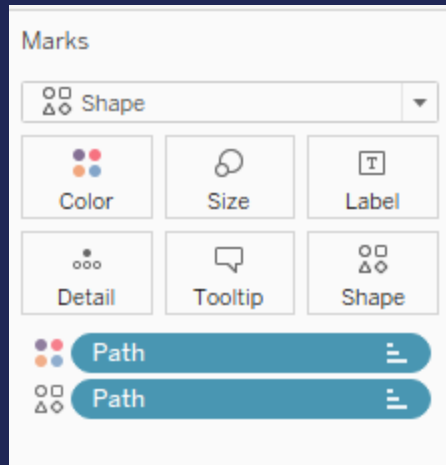 Marks
Shape
Color Size Label
Detail Tooltip Shape
Path
Path